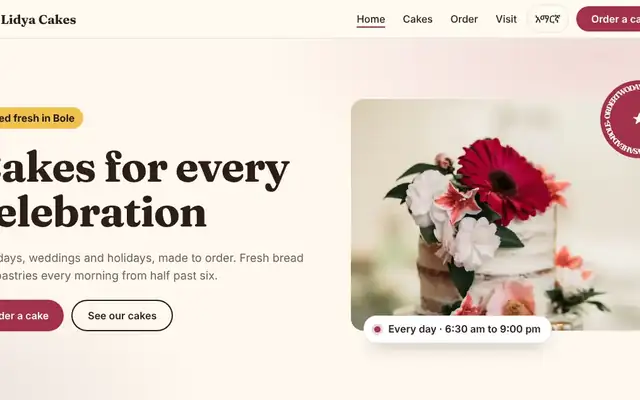 Lidya Cakes
Home
Cakes
Order
Visit
አማርኛ
Order a ca
ed fresh in Bole
akes for every
elebration
days, weddings and holidays, made to order. Fresh bread
pastries every morning from half past six.
der a cake
See our cakes
Every day · 6:30 am to 9:00 pm